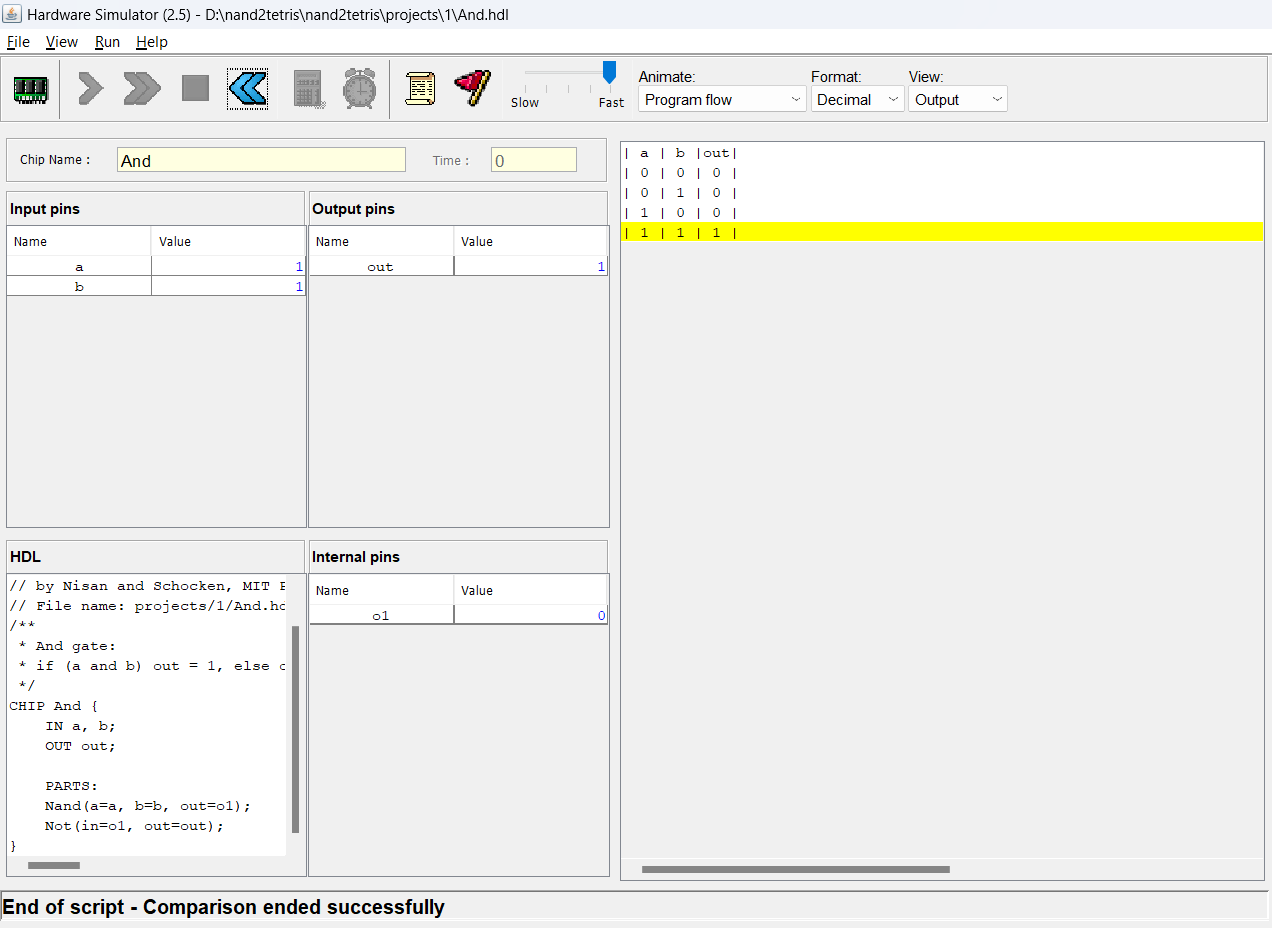 Hardware Simulator (2.5) - D:\nand2tetris\nand2tetris\projects\1\And.hdl
File View Run Help
Slow Fast
Animate: Format: View:
Program flow Decimal Output
Chip Name : And Time : 0
Input pins
Name Value
a 1
b 1
Output pins
Name Value
out 1
HDL
// by Nisan and Schocken, MIT
// File name: projects/1/And.hd
/**
 * And gate:
 * if (a and b) out = 1, else
 */
CHIP And {
    IN a, b;
    OUT out;
    PARTS:
    Nand(a=a, b=b, out=o1);
    Not(in=o1, out=out);
}
Internal pins
Name Value
o1 0
| a | b |out|
| 0 | 0 | 0 |
| 0 | 1 | 0 |
| 1 | 0 | 0 |
| 1 | 1 | 1 |
End of script - Comparison ended successfully